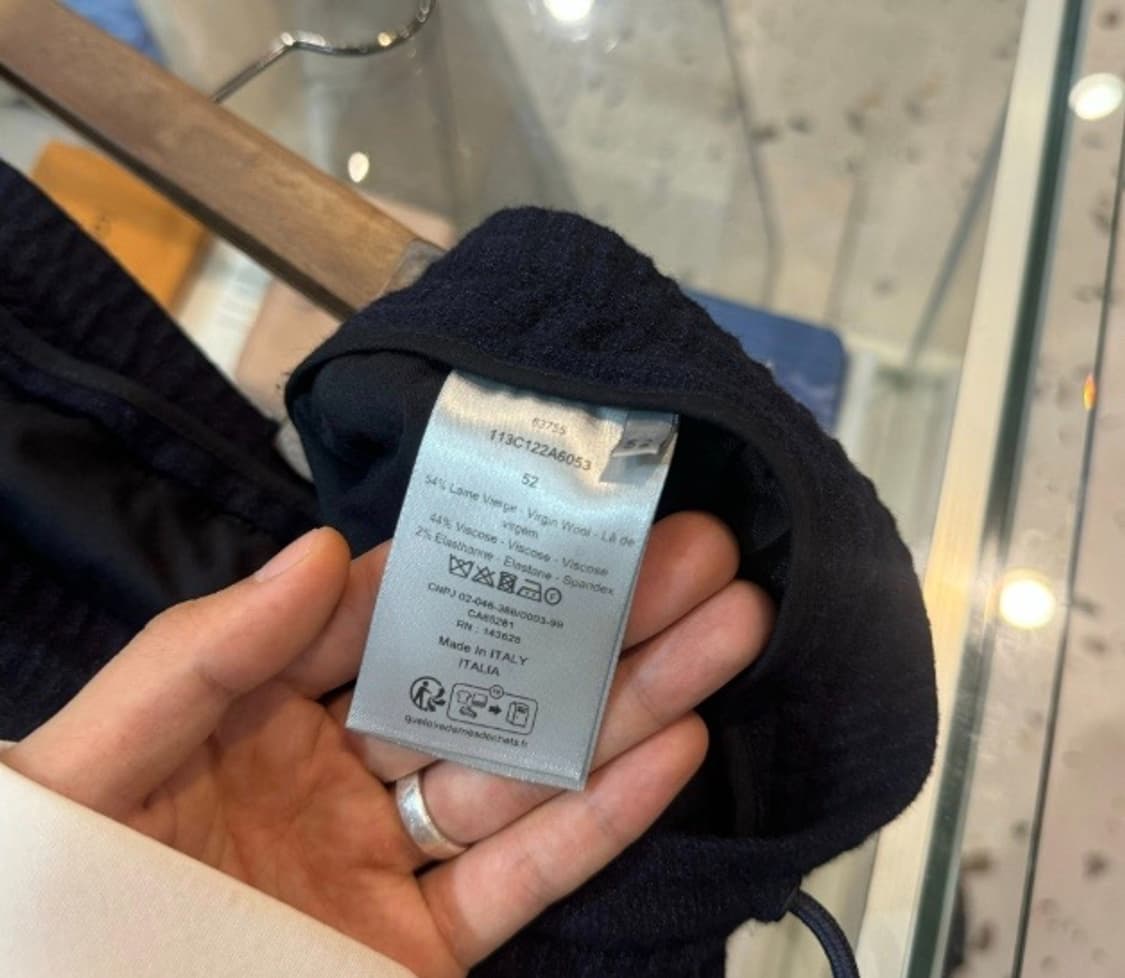 63755
113C122A6053
52
52
54% Laine Vierge - Virgin Wool - Lã de
virgem
44% Viscose - Viscose - Viscose
2% Elasthanne - Elastane - Spandex
CNPJ 02-046-386/0003-99
CA65261
RN : 143626
Made in ITALY
ITALIA
quefairedemesdechets.fr